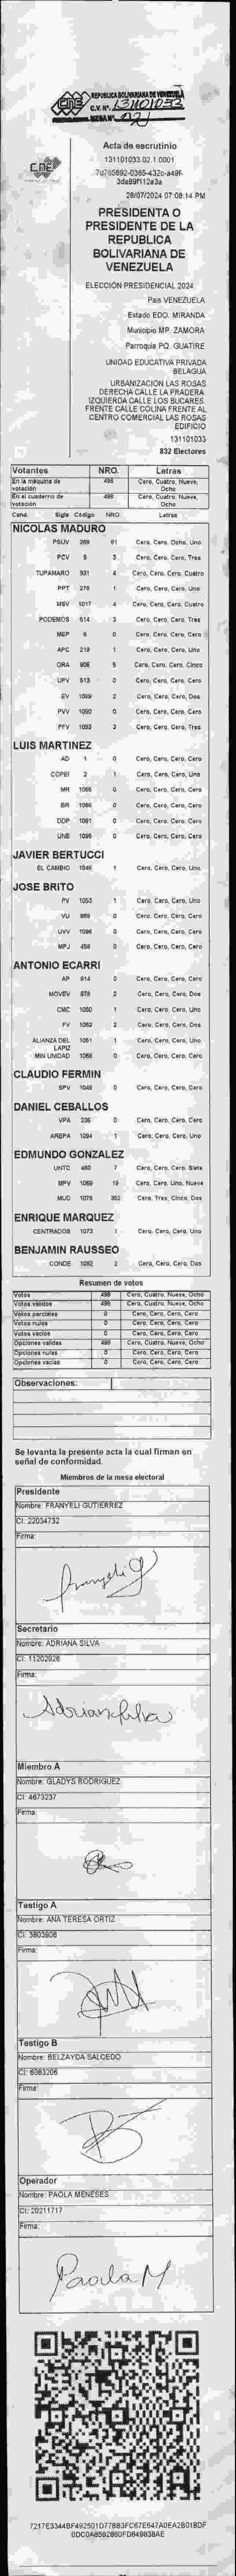 REPUBLICA BOLIVARIANA DE VENEZUELA
C.V. N°. 131101033
MESA N° 02/
CNE
Acta de escrutinio
131101033.02.1.0001
28/07/2024 07:08:14 PM
PRESIDENTA O
PRESIDENTE DE LA
REPUBLICA
BOLIVARIANA DE
VENEZUELA
ELECCIÓN PRESIDENCIAL 2024
Pais VENEZUELA
Estado EDO. MIRANDA
Municipio MP. ZAMORA
Parroquia PQ. GUATIRE
UNIDAD EDUCATIVA PRIVADA
BELAGUA
URBANIZACIÓN LAS ROSAS
DERECHA CALLE LA PRADERA.
IZQUIERDA CALLE LOS BUCARES.
FRENTE CALLE COLINA FRENTE AL
CENTRO COMERCIAL LAS ROSAS
EDIFICIO
131101033
832 Electores
Votantes NRO. Letras
En la máquina de votación 498 Cero, Cuatro, Nueve, Ocho
En el cuaderno de votación 498 Cero, Cuatro, Nueve, Ocho
Cand. Sigla Código NRO. Letras
NICOLAS MADURO
PSUV 269 81 Cero, Cero, Ocho, Uno
PCV 9 3 Cero, Cero, Cero, Tres
TUPAMARO 931 4 Cero, Cero, Cero, Cuatro
PPT 278 1 Cero, Cero, Cero, Uno
MSV 1017 4 Cero, Cero, Cero, Cuatro
PODEMOS 514 3 Cero, Cero, Cero, Tres
MEP 6 0 Cero, Cero, Cero, Cero
APC 219 1 Cero, Cero, Cero, Uno
ORA 906 5 Cero, Cero, Cero, Cinco
UPV 613 0 Cero, Cero, Cero, Cero
EV 1089 2 Cero, Cero, Cero, Dos
PVV 1090 0 Cero, Cero, Cero, Cero
PFV 1093 3 Cero, Cero, Cero, Tres
LUIS MARTINEZ
AD 1 0 Cero, Cero, Cero, Cero
COPEI 2 1 Cero, Cero, Cero, Uno
MR 1065 0 Cero, Cero, Cero, Cero
BR 1086 0 Cero, Cero, Cero, Cero
DDP 1091 0 Cero, Cero, Cero, Cero
UNE 1095 0 Cero, Cero, Cero, Cero
JAVIER BERTUCCI
EL CAMBIO 1048 1 Cero, Cero, Cero, Uno
JOSE BRITO
PV 1053 1 Cero, Cero, Cero, Uno
VU 869 0 Cero, Cero, Cero, Cero
UVV 1096 0 Cero, Cero, Cero, Cero
MPJ 458 0 Cero, Cero, Cero, Cero
ANTONIO ECARRI
AP 814 0 Cero, Cero, Cero, Cero
MOVEV 978 2 Cero, Cero, Cero, Dos
CMC 1050 1 Cero, Cero, Cero, Uno
FV 1062 2 Cero, Cero, Cero, Dos
ALIANZA DEL LAPIZ 1051 1 Cero, Cero, Cero, Uno
MIN UNIDAD 1068 0 Cero, Cero, Cero, Cero
CLAUDIO FERMIN
SPV 1049 0 Cero, Cero, Cero, Cero
DANIEL CEBALLOS
VPA 236 0 Cero, Cero, Cero, Cero
AREPA 1094 1 Cero, Cero, Cero, Uno
EDMUNDO GONZALEZ
UNTC 460 7 Cero, Cero, Cero, Siete
MPV 1069 19 Cero, Cero, Uno, Nueve
MUD 1078 352 Cero, Tres, Cinco, Dos
ENRIQUE MARQUEZ
CENTRADOS 1073 1 Cero, Cero, Cero, Uno
BENJAMIN RAUSSEO
CONDE 1092 2 Cero, Cero, Cero, Dos
Resumen de votos
Votos 498 Cero, Cuatro, Nueve, Ocho
Votos válidos 498 Cero, Cuatro, Nueve, Ocho
Votos parciales 0 Cero, Cero, Cero, Cero
Votos nulos 0 Cero, Cero, Cero, Cero
Votos vacíos 0 Cero, Cero, Cero, Cero
Opciones validas 498 Cero, Cuatro, Nueve, Ocho
Opciones nulas 0 Cero, Cero, Cero, Cero
Opciones vacias 0 Cero, Cero, Cero, Cero
Observaciones:
Se levanta la presente acta la cual firman en
señal de conformidad.
Miembros de la mesa electoral
Presidente
Nombre: FRANYELI GUTIERREZ
CI: 22034732
Firma:
Secretario
Nombre: ADRIANA SILVA
CI: 11202926
Firma:
Adriana Silva
Miembro A
Nombre: GLADYS RODRIGUEZ
CI: 4673237
Firma:
Testigo A
Nombre: ANA TERESA ORTIZ
CI: 3803908
Firma:
Testigo B
Nombre: BELZAYDA SALCEDO
CI: 6083206
Firma:
Operador
Nombre: PAOLA MENESES
CI: 20211717
Firma:
Paola M